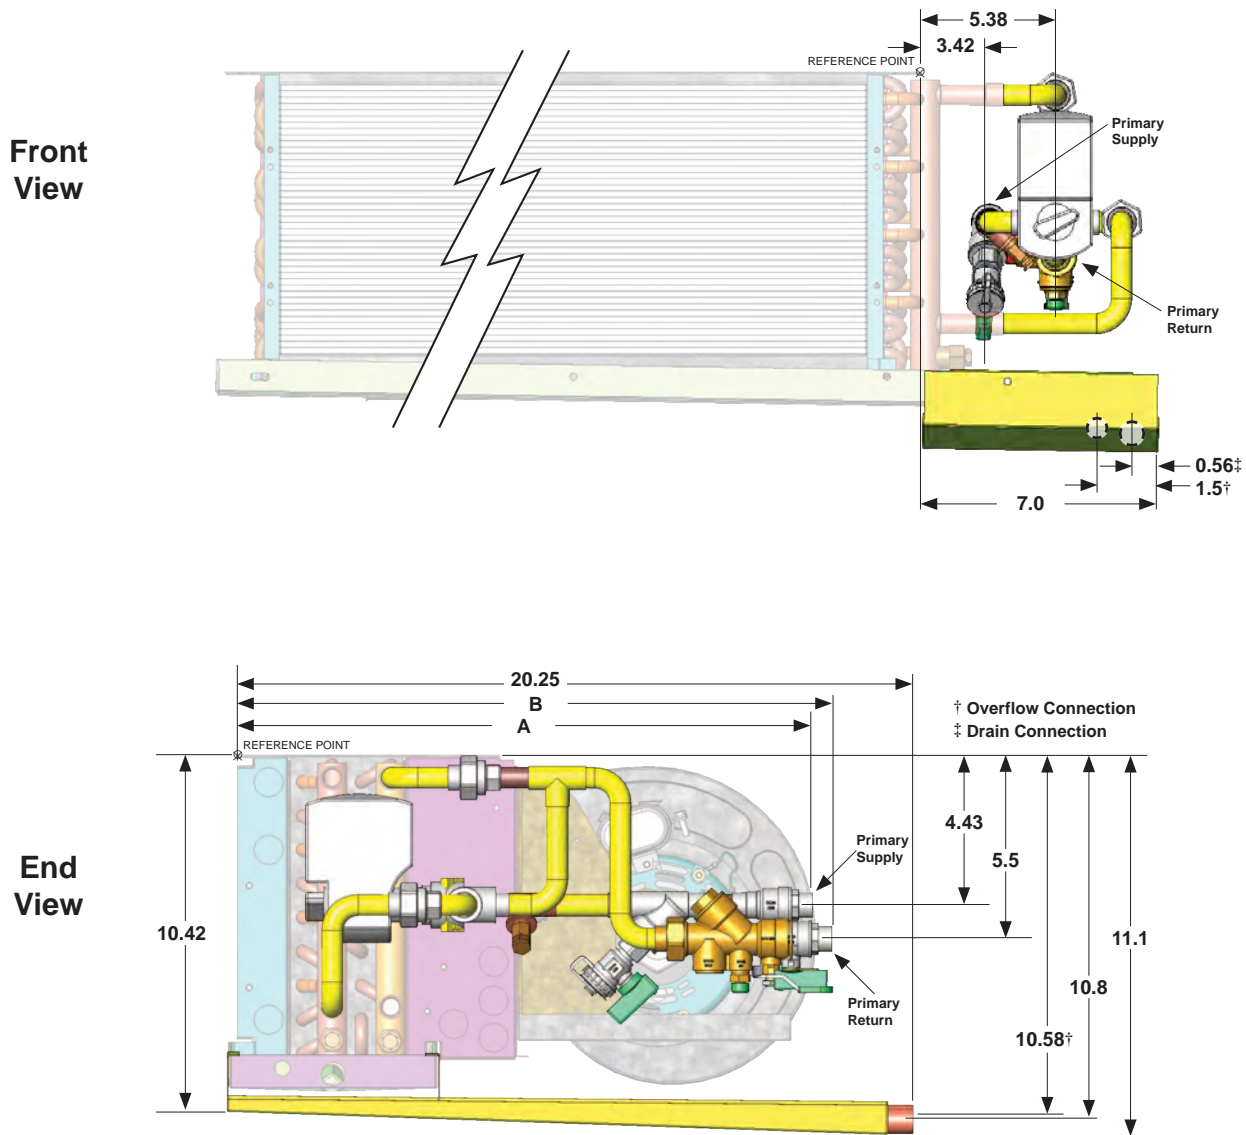 5.38
3.42
REFERENCE POINT
Front
View
Primary
Supply
Primary
Return
0.56‡
1.5†
7.0
20.25
B
A
† Overflow Connection
‡ Drain Connection
REFERENCE POINT
4.43
5.5
Primary
Supply
End
View
10.42
11.1
10.8
Primary
Return
10.58†